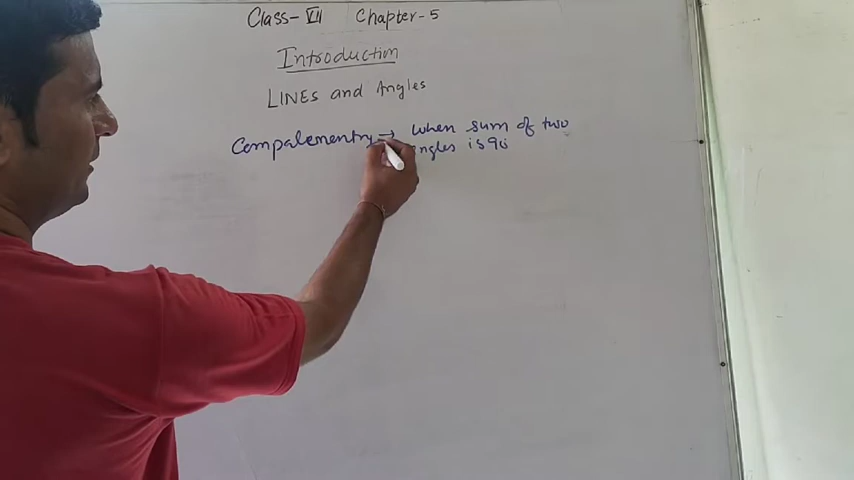 Class-VII Chapter-5
Introduction
LINES and Angles
Compalementry → When sum of two
angles is 90